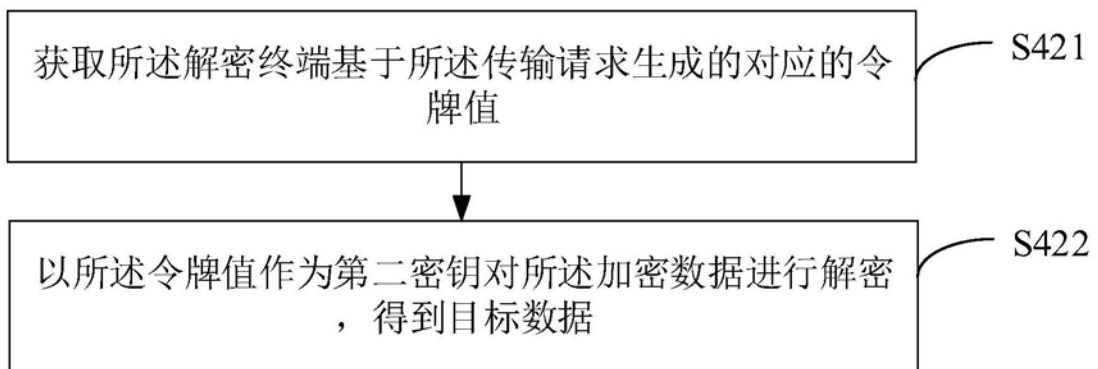 获取所述解密终端基于所述传输请求生成的对应的令
牌值
S421
以所述令牌值作为第二密钥对所述加密数据进行解密
，得到目标数据
S422